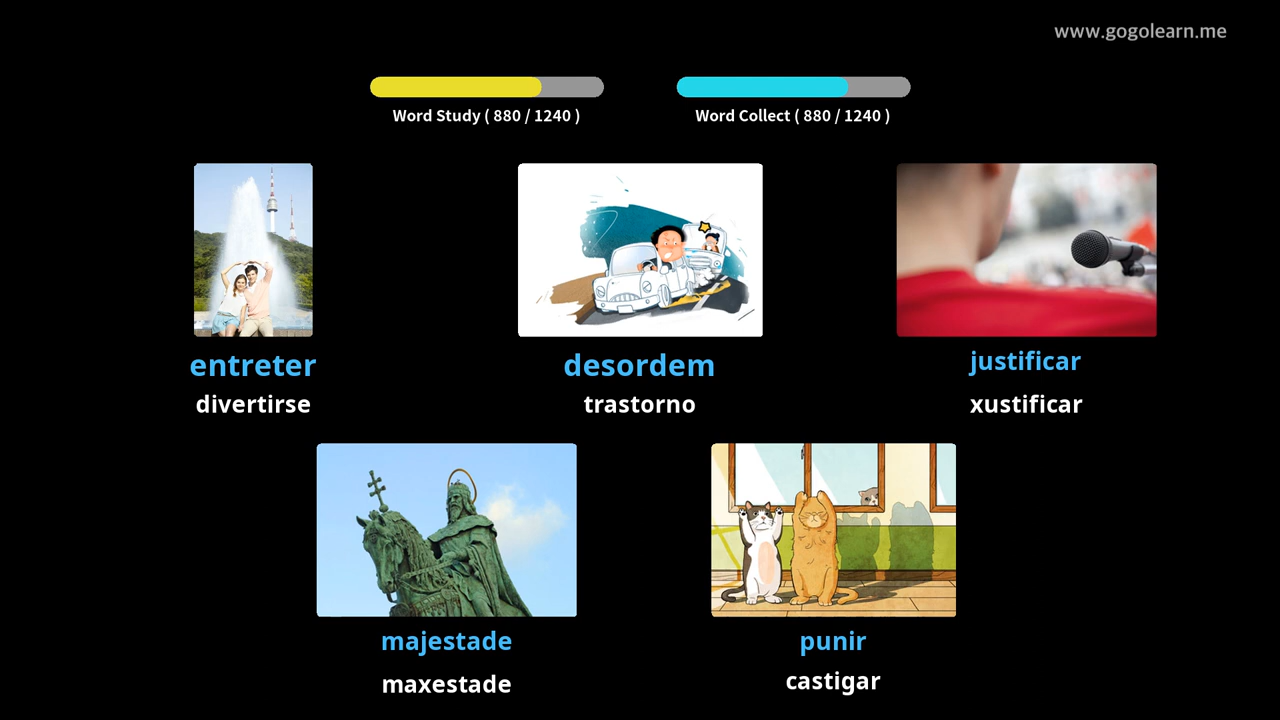 www.gogolearn.me
Word Study ( 880 / 1240 )
Word Collect ( 880 / 1240 )
entreter
divertirse
desordem
trastorno
justificar
xustificar
majestade
maxestade
punir
castigar